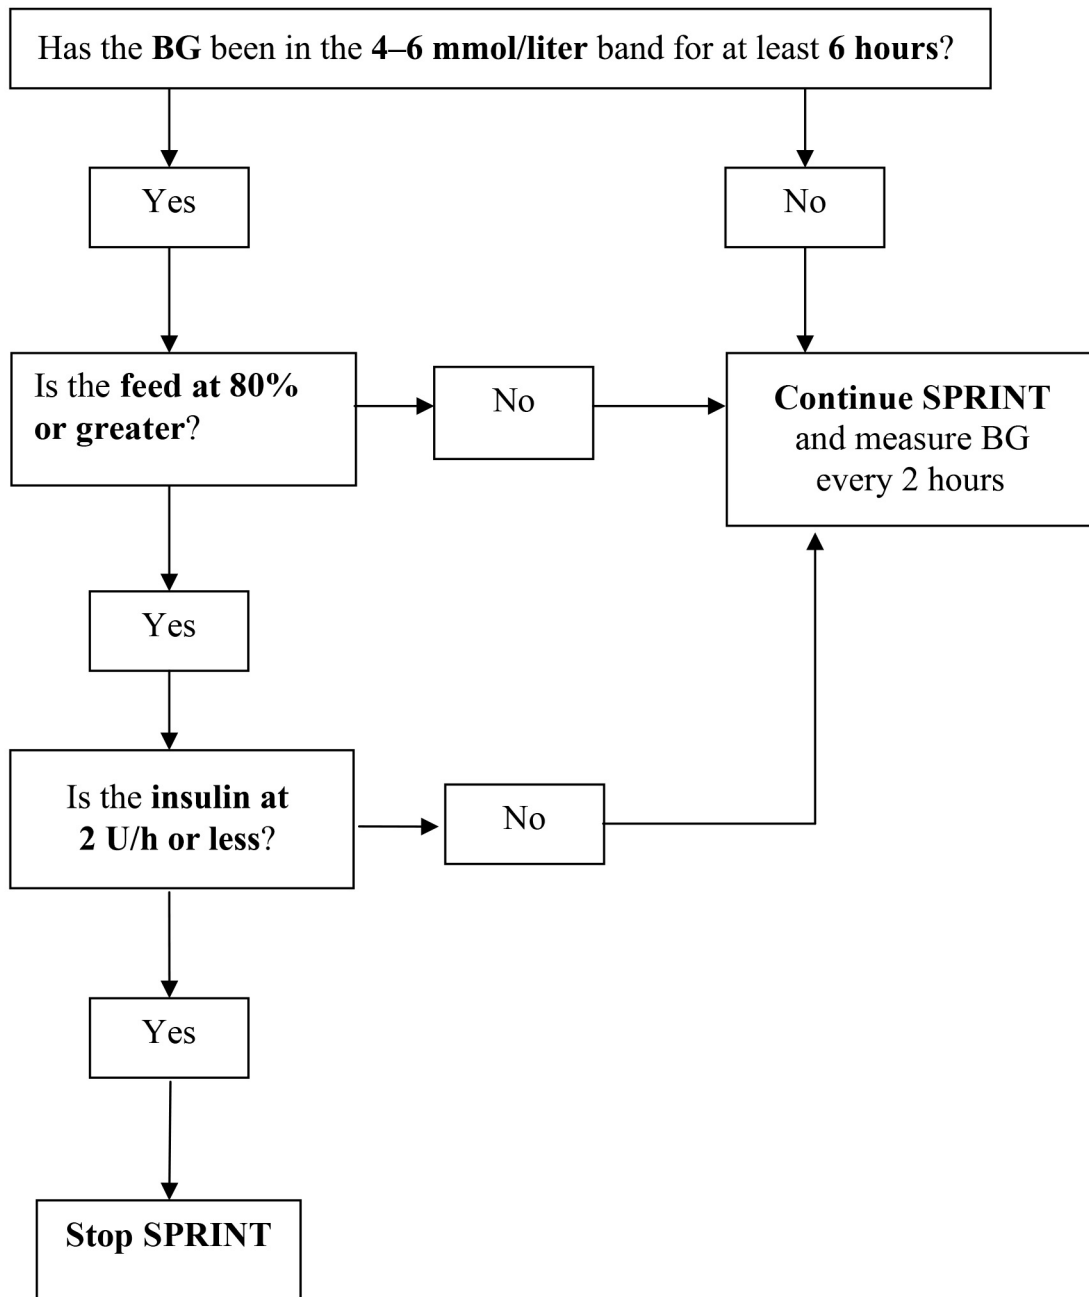 Has the BG been in the 4–6 mmol/liter band for at least 6 hours?
Yes
No
Is the feed at 80%
or greater?
No
Continue SPRINT
and measure BG
every 2 hours
Yes
Is the insulin at
2 U/h or less?
No
Yes
Stop SPRINT